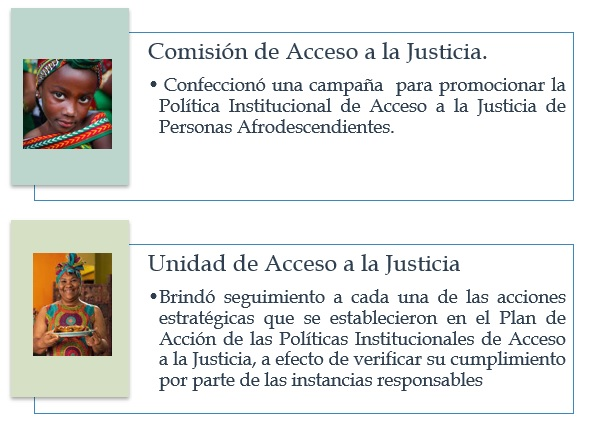 Comisión de Acceso a la Justicia.
• Confeccionó una campaña para promocionar la
Política Institucional de Acceso a la Justicia de
Personas Afrodescendientes.
Unidad de Acceso a la Justicia
•Brindó seguimiento a cada una de las acciones
estratégicas que se establecieron en el Plan de
Acción de las Políticas Institucionales de Acceso
a la Justicia, a efecto de verificar su cumplimiento
por parte de las instancias responsables